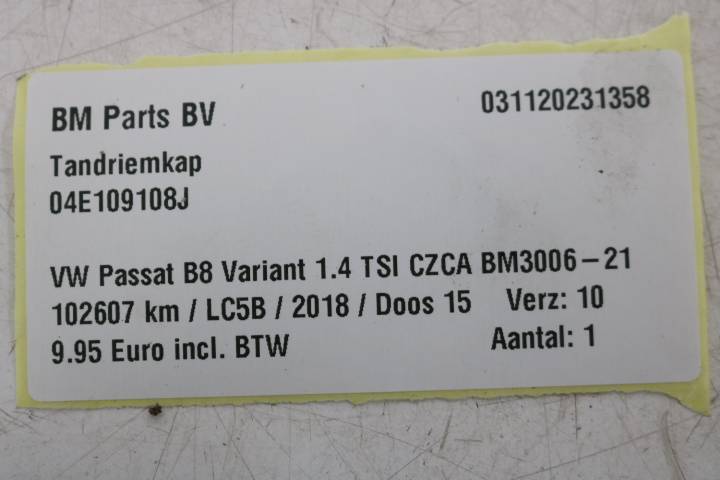 BM Parts BV 031120231358
Tandriemkap
04E109108J
VW Passat B8 Variant 1.4 TSI CZCA BM3006-21
102607 km / LC5B / 2018 / Doos 15 Verz: 10
9.95 Euro incl. BTW Aantal: 1